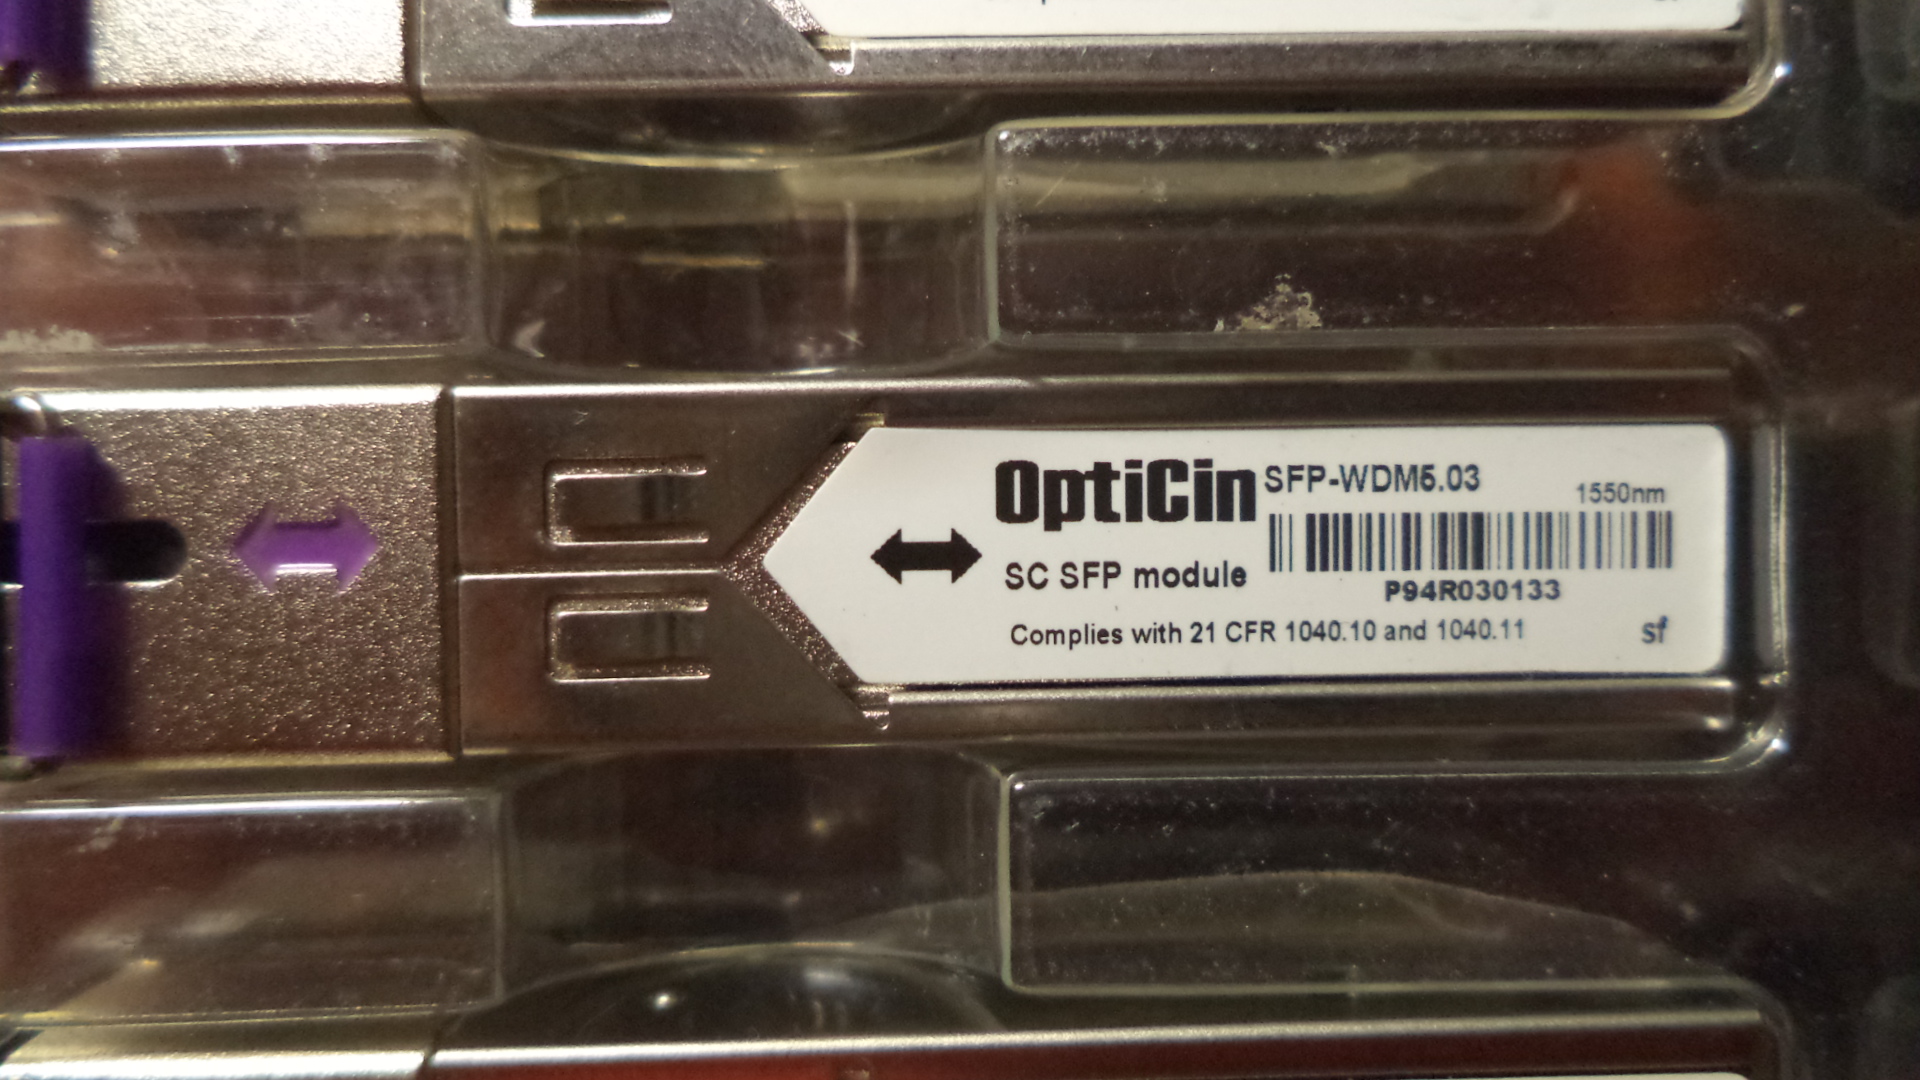 OptiCin SFP-WDM5.03
1550nm
SC SFP module
P94R030133
Complies with 21 CFR 1040.10 and 1040.11
sf